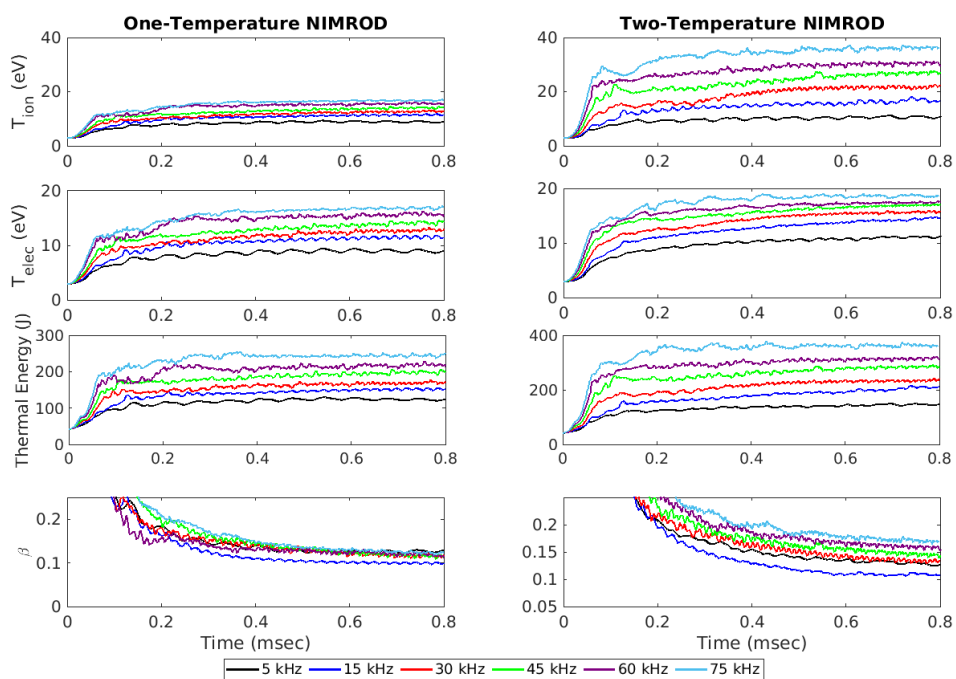 One-Temperature NIMROD
Two-Temperature NIMROD
T_ion (eV)
40
20
0
0 0.2 0.4 0.6 0.8
40
20
0
0 0.2 0.4 0.6 0.8
T_elec (eV)
20
10
0
0 0.2 0.4 0.6 0.8
20
10
0
0 0.2 0.4 0.6 0.8
Thermal Energy (J)
300
200
100
0
0 0.2 0.4 0.6 0.8
400
200
0
0 0.2 0.4 0.6 0.8
β
0.2
0.1
0
0 0.2 0.4 0.6 0.8
Time (msec)
0.2
0.15
0.1
0.05
0 0.2 0.4 0.6 0.8
Time (msec)
5 kHz 15 kHz 30 kHz 45 kHz 60 kHz 75 kHz